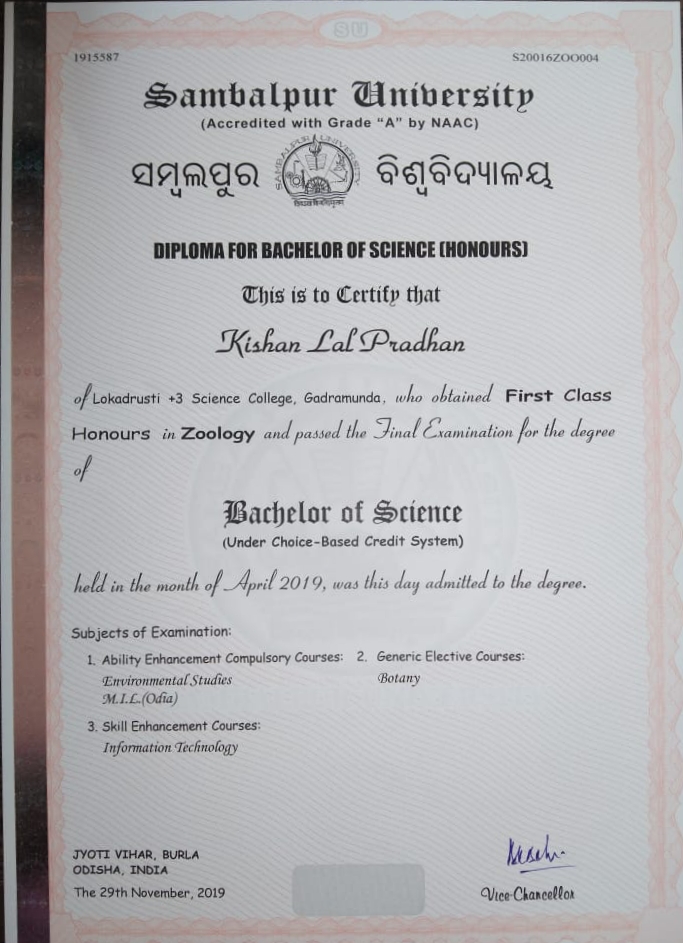 SU
1915587 S20016ZOO004
Sambalpur University
(Accredited with Grade "A" by NAAC)
ସମ୍ବଲପୁର ବିଶ୍ୱବିଦ୍ୟାଳୟ
SAMBALPUR UNIVERSITY
DIPLOMA FOR BACHELOR OF SCIENCE (HONOURS)
This is to Certify that
Kishan Lal Pradhan
of Lokadrusti +3 Science College, Gadramunda, who obtained First Class
Honours in Zoology and passed the Final Examination for the degree
of
Bachelor of Science
(Under Choice-Based Credit System)
held in the month of April 2019, was this day admitted to the degree.
Subjects of Examination:
1. Ability Enhancement Compulsory Courses: 2. Generic Elective Courses:
Environmental Studies Botany
M.I.L.(Odia)
3. Skill Enhancement Courses:
Information Technology
JYOTI VIHAR, BURLA
ODISHA, INDIA
The 29th November, 2019 Vice-Chancellor